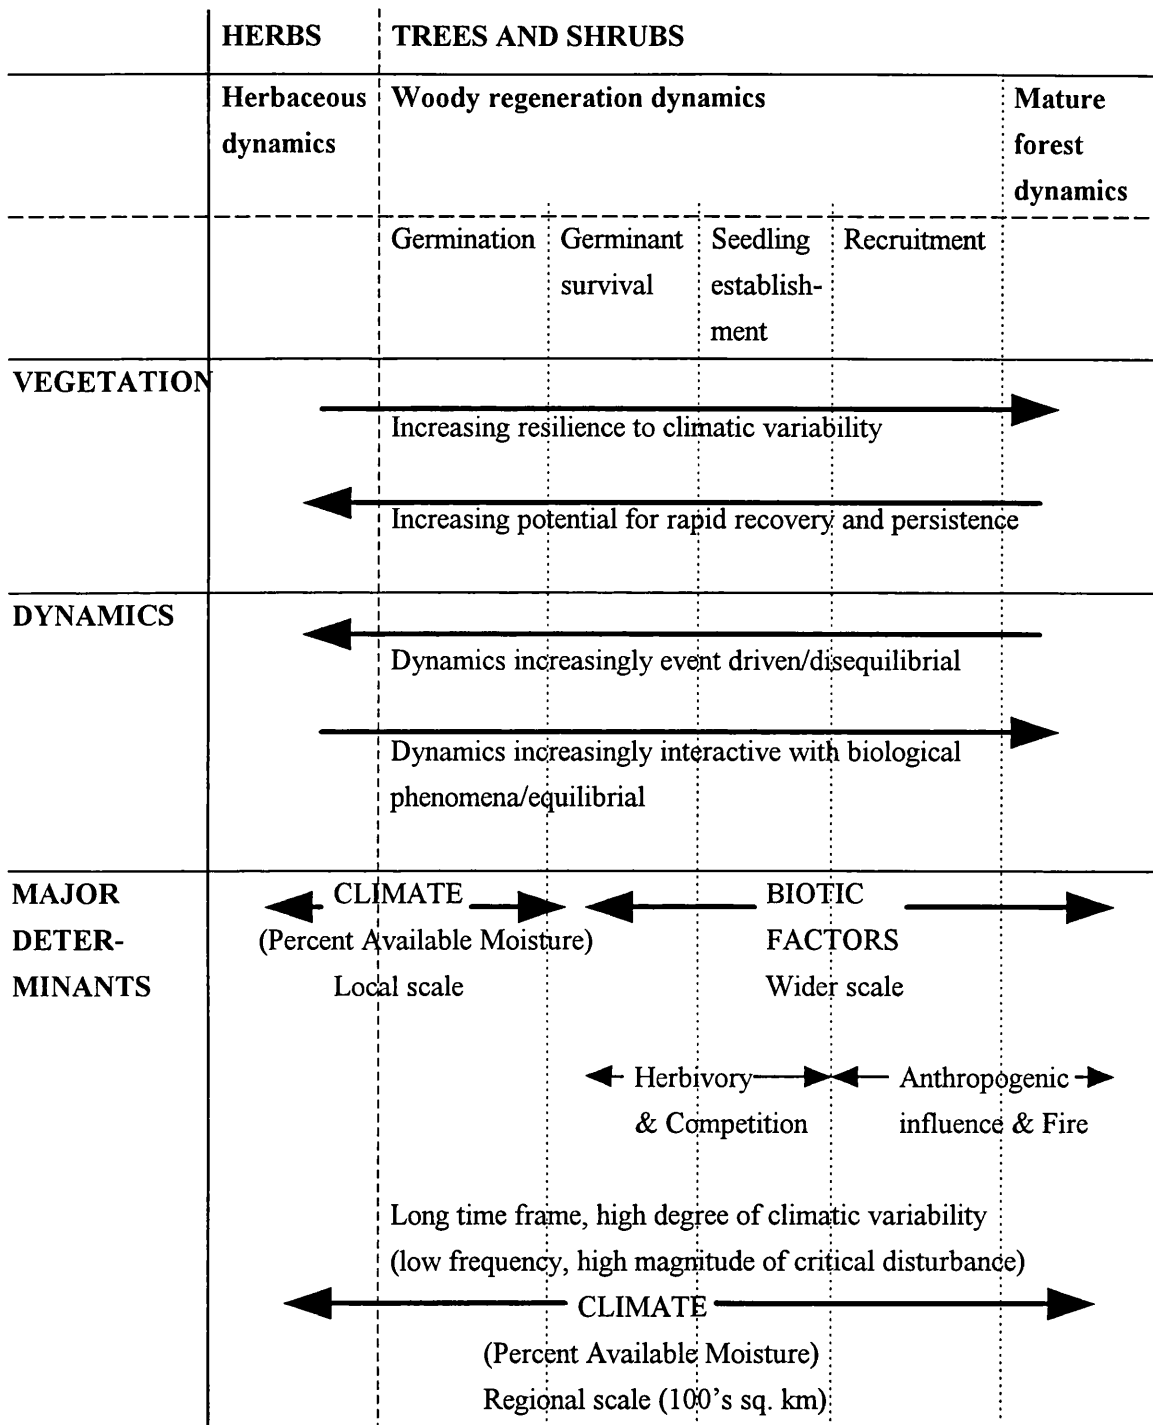 HERBS
TREES AND SHRUBS
Herbaceous
dynamics
Woody regeneration dynamics
Mature
forest
dynamics
Germination
Germinant
survival
Seedling
establish-
ment
Recruitment
VEGETATION
Increasing resilience to climatic variability
Increasing potential for rapid recovery and persistence
DYNAMICS
Dynamics increasingly event driven/disequilibrial
Dynamics increasingly interactive with biological
phenomena/equilibrial
MAJOR
DETER-
MINANTS
CLIMATE
(Percent Available Moisture)
Local scale
BIOTIC
FACTORS
Wider scale
Herbivory
& Competition
Anthropogenic
influence & Fire
Long time frame, high degree of climatic variability
(low frequency, high magnitude of critical disturbance)
CLIMATE
(Percent Available Moisture)
Regional scale (100's sq. km)